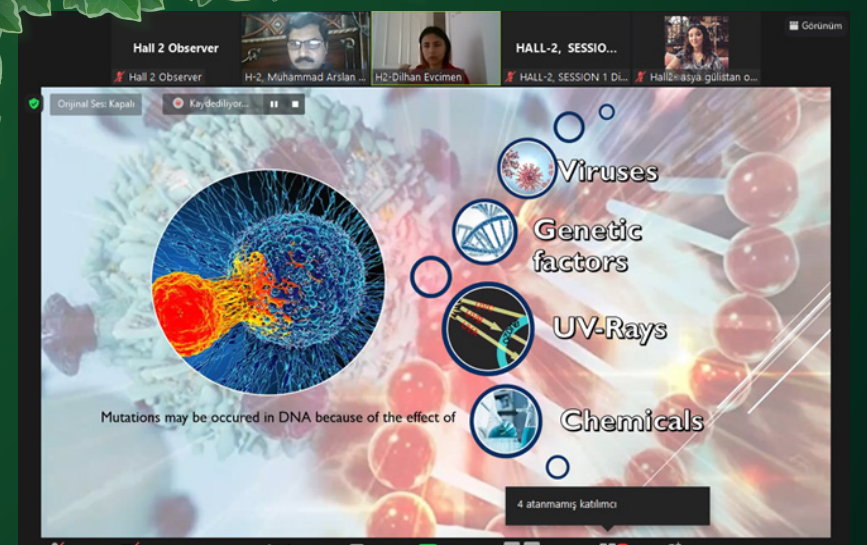 Hall 2 Observer
HALL-2, SESSIO...
Görünüm
Hall 2 Observer
H-2, Muhammad Arslan ...
H2-Dilhan Evcimen
HALL-2, SESSION 1 Di...
Hall2- asya gülistan o...
Orijinal Ses: Kapalı
Kaydediliyor...
Viruses
Genetic
factors
UV-Rays
Chemicals
Mutations may be occured in DNA because of the effect of
4 atanmamış katılımcı